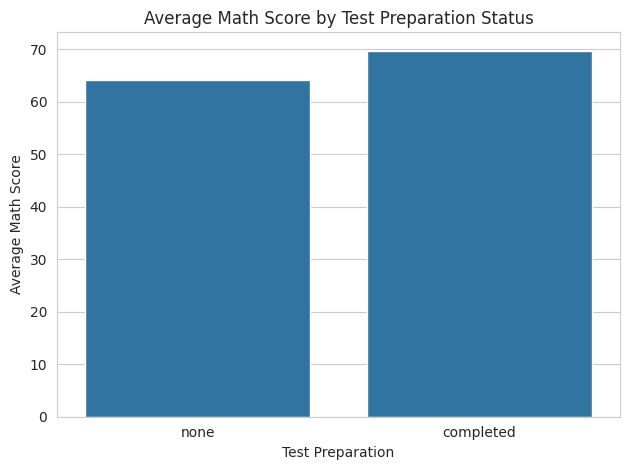 Average Math Score by Test Preparation Status
Average Math Score
70
60
50
40
30
20
10
0
none completed
Test Preparation